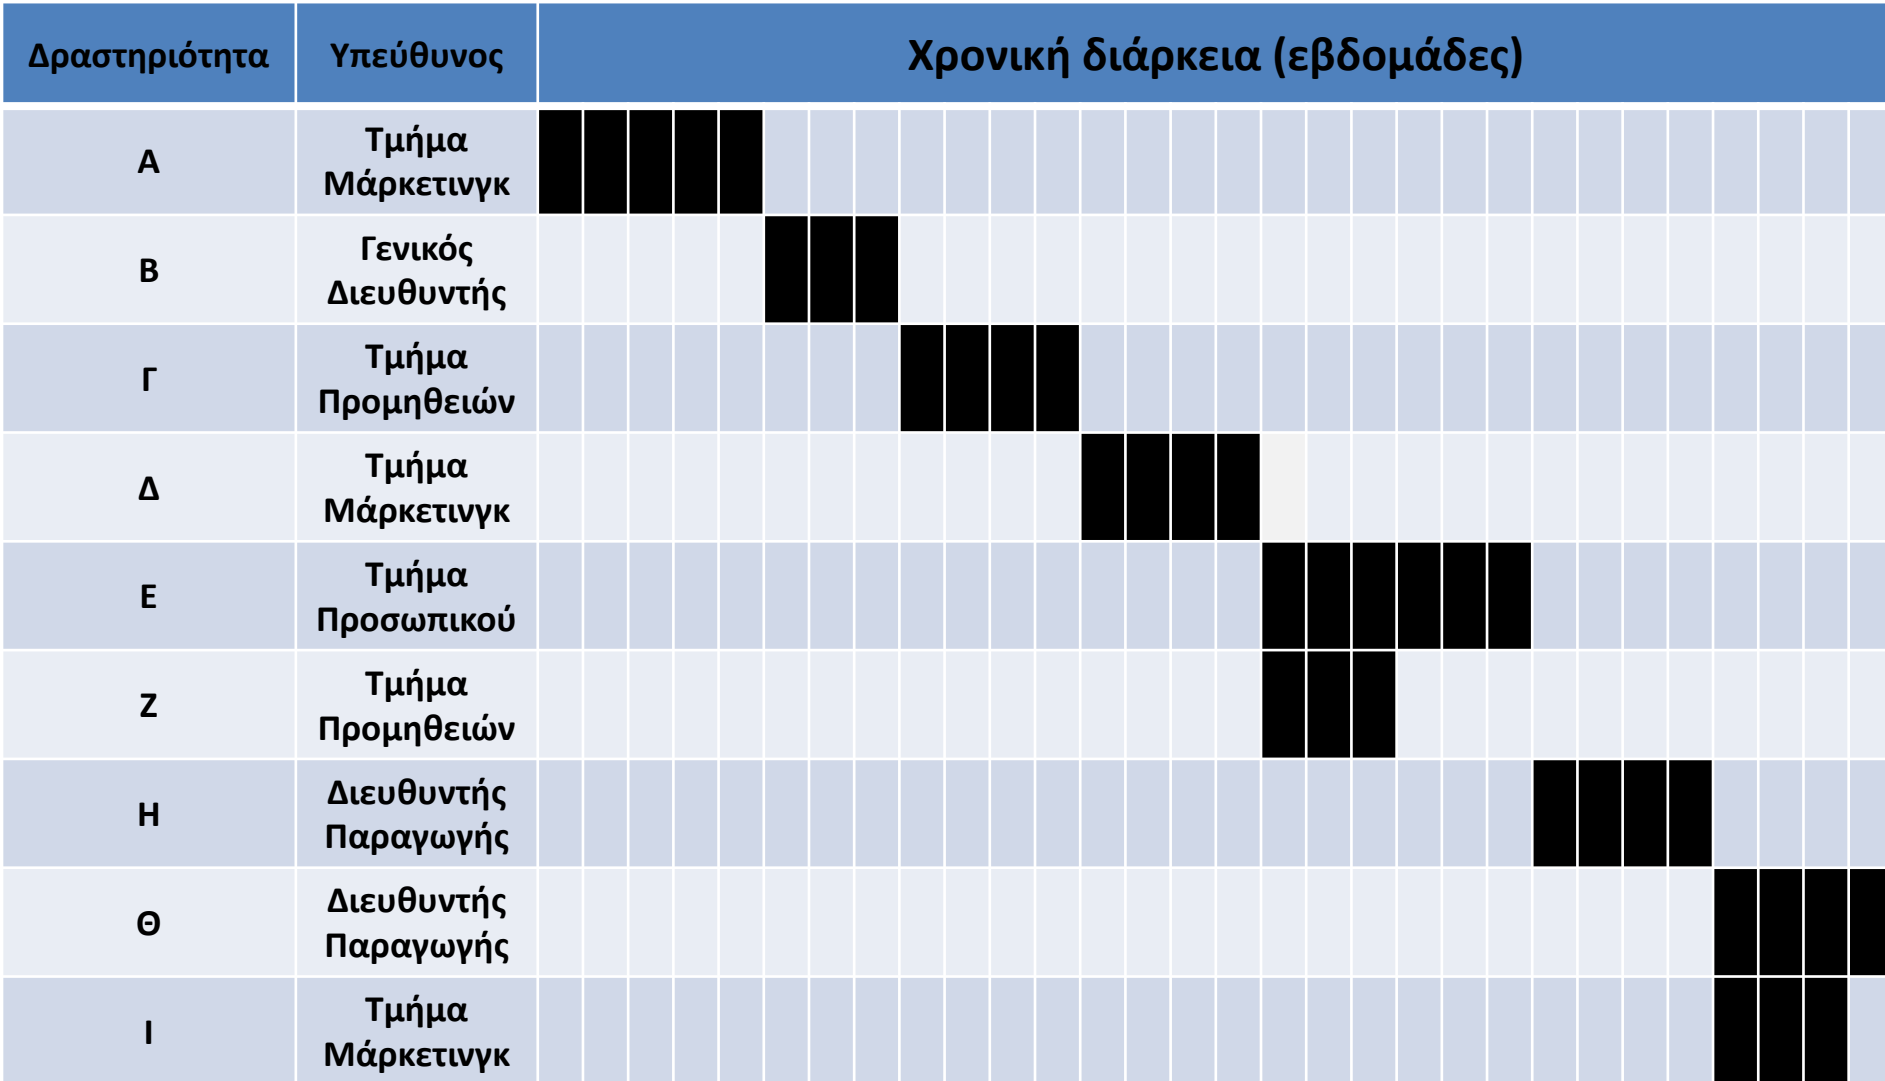 Δραστηριότητα Υπεύθυνος Χρονική διάρκεια (εβδομάδες)
Α Τμήμα
Μάρκετινγκ
Β Γενικός
Διευθυντής
Γ Τμήμα
Προμηθειών
Δ Τμήμα
Μάρκετινγκ
Ε Τμήμα
Προσωπικού
Ζ Τμήμα
Προμηθειών
Η Διευθυντής
Παραγωγής
Θ Διευθυντής
Παραγωγής
Ι Τμήμα
Μάρκετινγκ